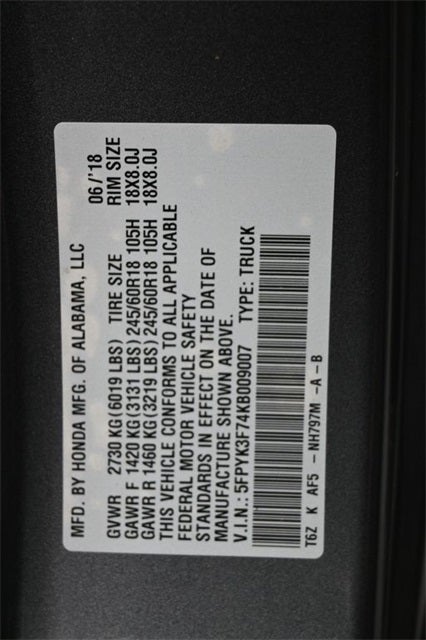 MFD. BY HONDA MFG. OF ALABAMA, LLC 06/'18
GVWR 2730 KG(6019 LBS) TIRE SIZE RIM SIZE
GAWR F 1420 KG(3131 LBS) 245/60R18 105H 18X8.0J
GAWR R 1460 KG(3219 LBS) 245/60R18 105H 18X8.0J
THIS VEHICLE CONFORMS TO ALL APPLICABLE
FEDERAL MOTOR VEHICLE SAFETY
STANDARDS IN EFFECT ON THE DATE OF
MANUFACTURE SHOWN ABOVE.
V.I.N.: 5FPYK3F74KB009007 TYPE: TRUCK
T6Z K AF5 - NH797M -A-B